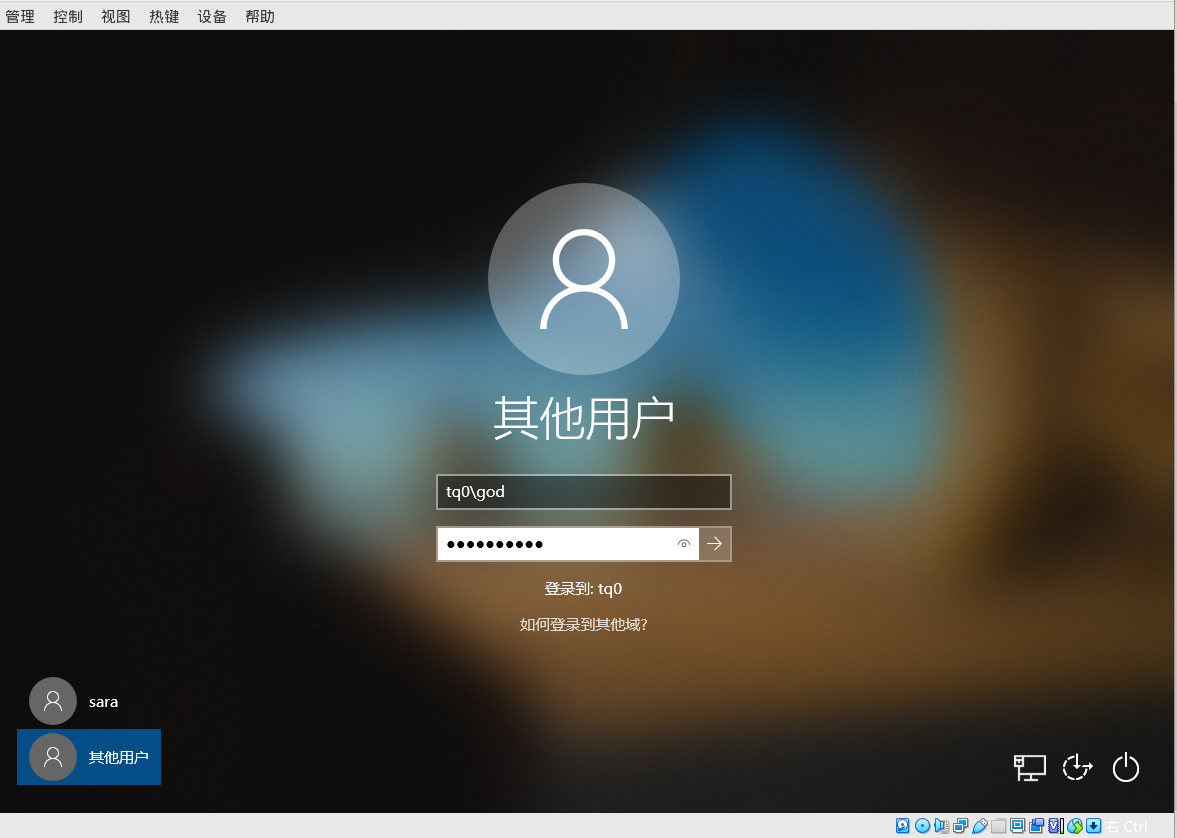 管理 控制 视图 热键 设备 帮助
其他用户
tq0\god
登录到: tq0
如何登录到其他域?
sara
其他用户
右 Ctrl